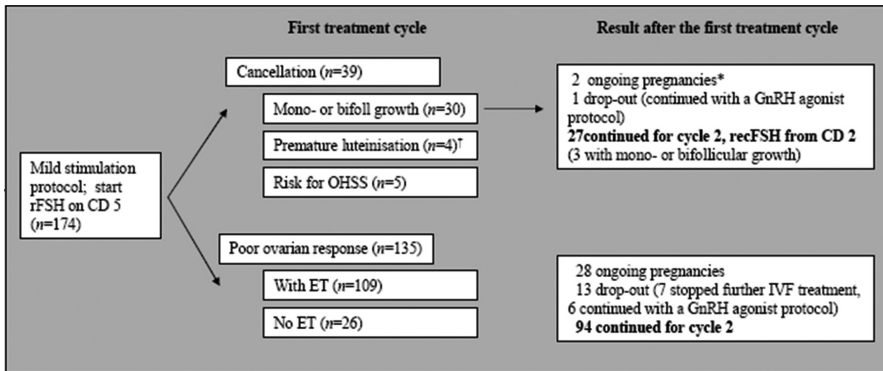 First treatment cycle
Result after the first treatment cycle
Mild stimulation
protocol; start
rFSH on CD 5
(n=174)
Cancellation (n=39)
Mono- or bifoll growth (n=30)
Premature luteinisation (n=4)†
Risk for OHSS (n=5)
2 ongoing pregnancies*
1 drop-out (continued with a GnRH agonist
protocol)
27continued for cycle 2, recFSH from CD 2
(3 with mono- or bifollicular growth)
Poor ovarian response (n=135)
With ET (n=109)
No ET (n=26)
28 ongoing pregnancies
13 drop-out (7 stopped further IVF treatment,
6 continued with a GnRH agonist protocol)
94 continued for cycle 2